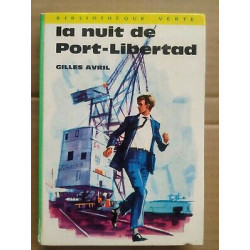 BIBLIOTHÈQUE VERTE
la nuit de
Port-Libertad
GILLES AVRIL